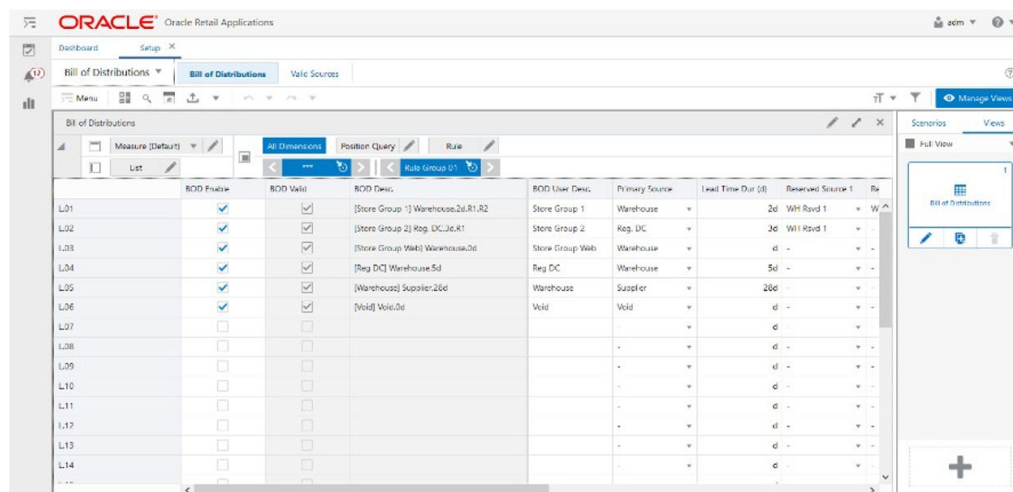 ORACLE® Oracle Retail Applications adm
Dashboard Setup ×
12 Bill of Distributions Bill of Distributions Valid Sources
Menu Manage Views
Bill of Distributions Scenarios Views
Measure (Default) All Dimensions Position Query Rule Full View
List *** Rule Group 01 1
BOD Enable BOD Valid BOD Desc. BOD User Desc. Primary Source Lead Time Dur (d) Reserved Source 1 Re
L01 [Store Group 1] Warehouse.2d.R1.R2 Store Group 1 Warehouse 2d WH Rsvd 1 W
Bill of Distributions
L02 [Store Group 2] Reg. DC.3d.R1 Store Group 2 Reg. DC 3d WH Rsvd 1 -
L03 [Store Group Web] Warehouse.0d Store Group Web Warehouse d - -
L04 [Reg DC] Warehouse.5d Reg DC Warehouse 5d - -
L05 [Warehouse] Supplier.28d Warehouse Supplier 28d - -
L06 [Void] Void.0d Void Void d - -
L07 - d - -
L08 - d - -
L09 - d - -
L10 - d - -
L11 - d - -
L12 - d - -
L13 - d - -
L14 - d - -